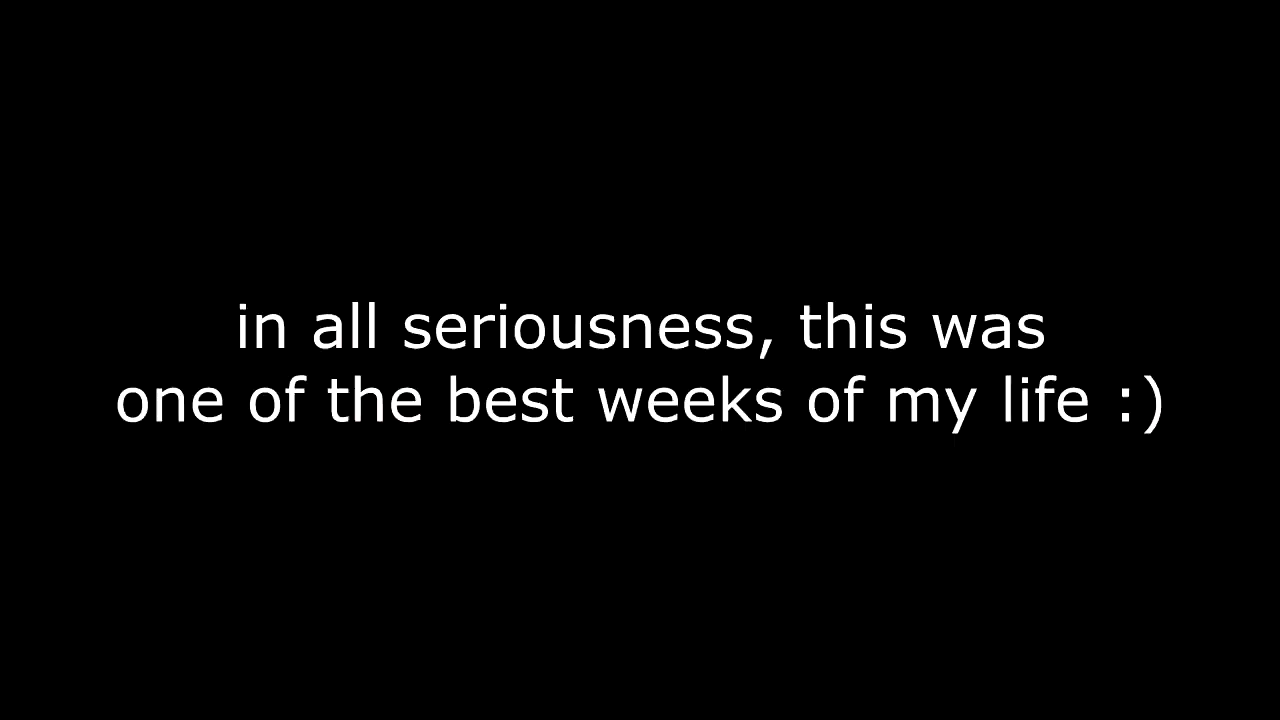 in all seriousness, this was
one of the best weeks of my life :)